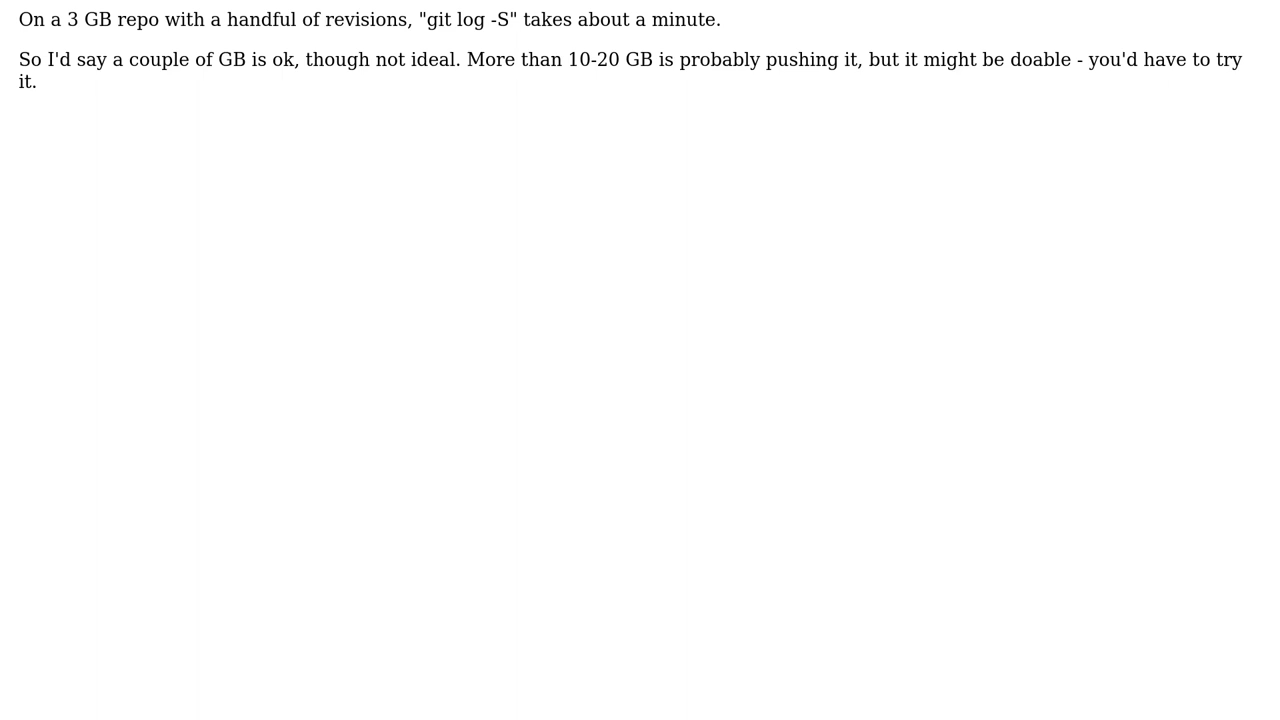 On a 3 GB repo with a handful of revisions, "git log -S" takes about a minute.
So I'd say a couple of GB is ok, though not ideal. More than 10-20 GB is probably pushing it, but it might be doable - you'd have to try
it.